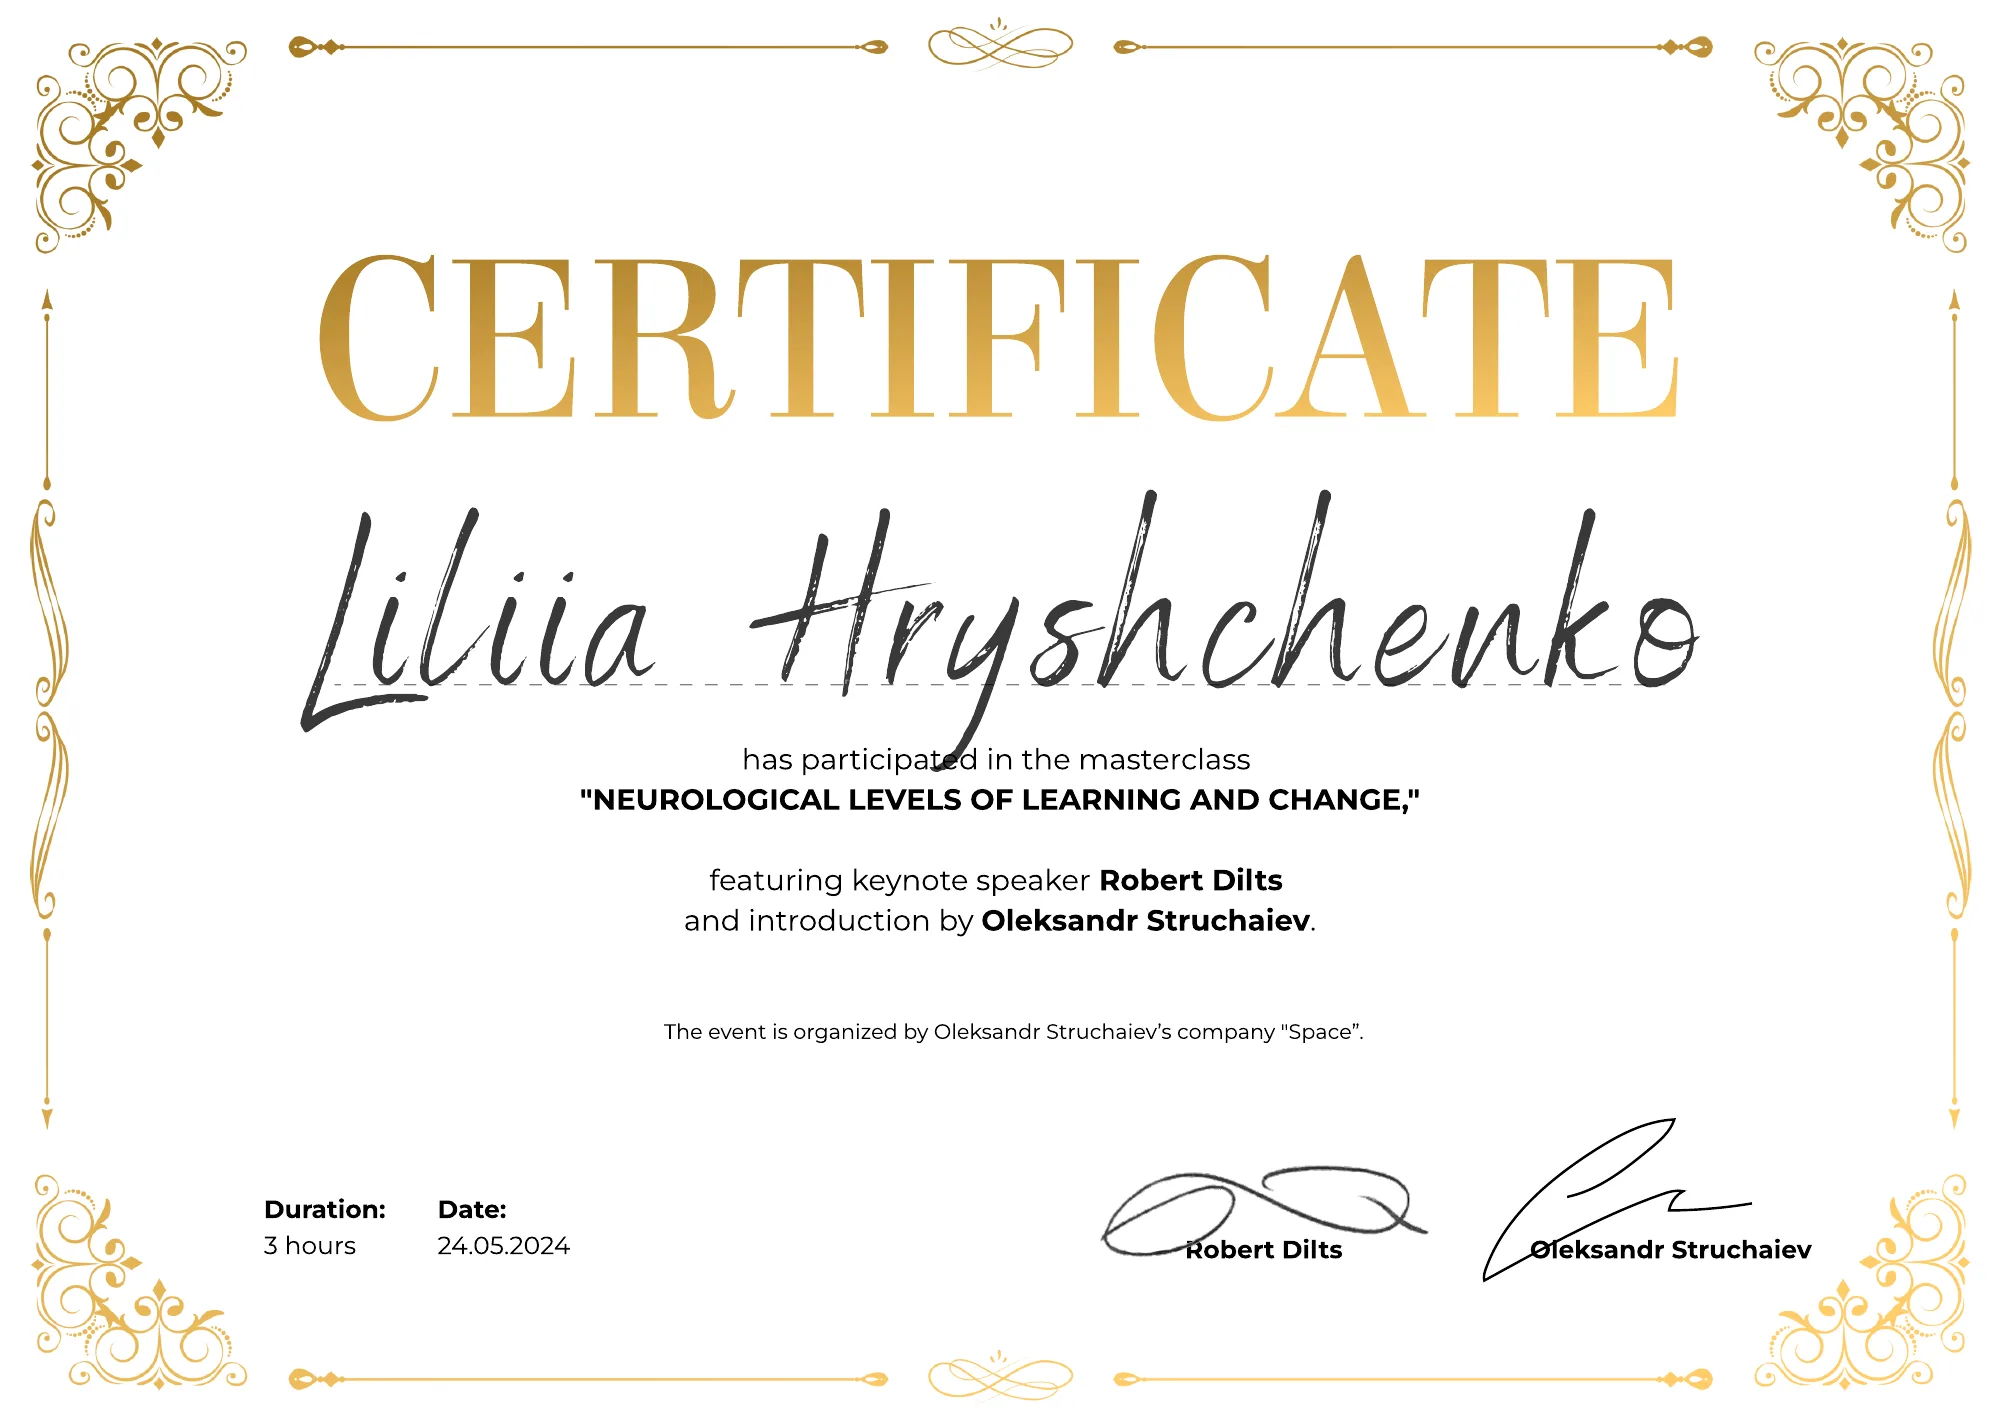 CERTIFICATE
Liliia Hryshchenko
has participated in the masterclass
"NEUROLOGICAL LEVELS OF LEARNING AND CHANGE,"
featuring keynote speaker Robert Dilts
and introduction by Oleksandr Struchaiev.
The event is organized by Oleksandr Struchaiev’s company "Space”.
Duration: Date:
3 hours 24.05.2024
Robert Dilts Oleksandr Struchaiev